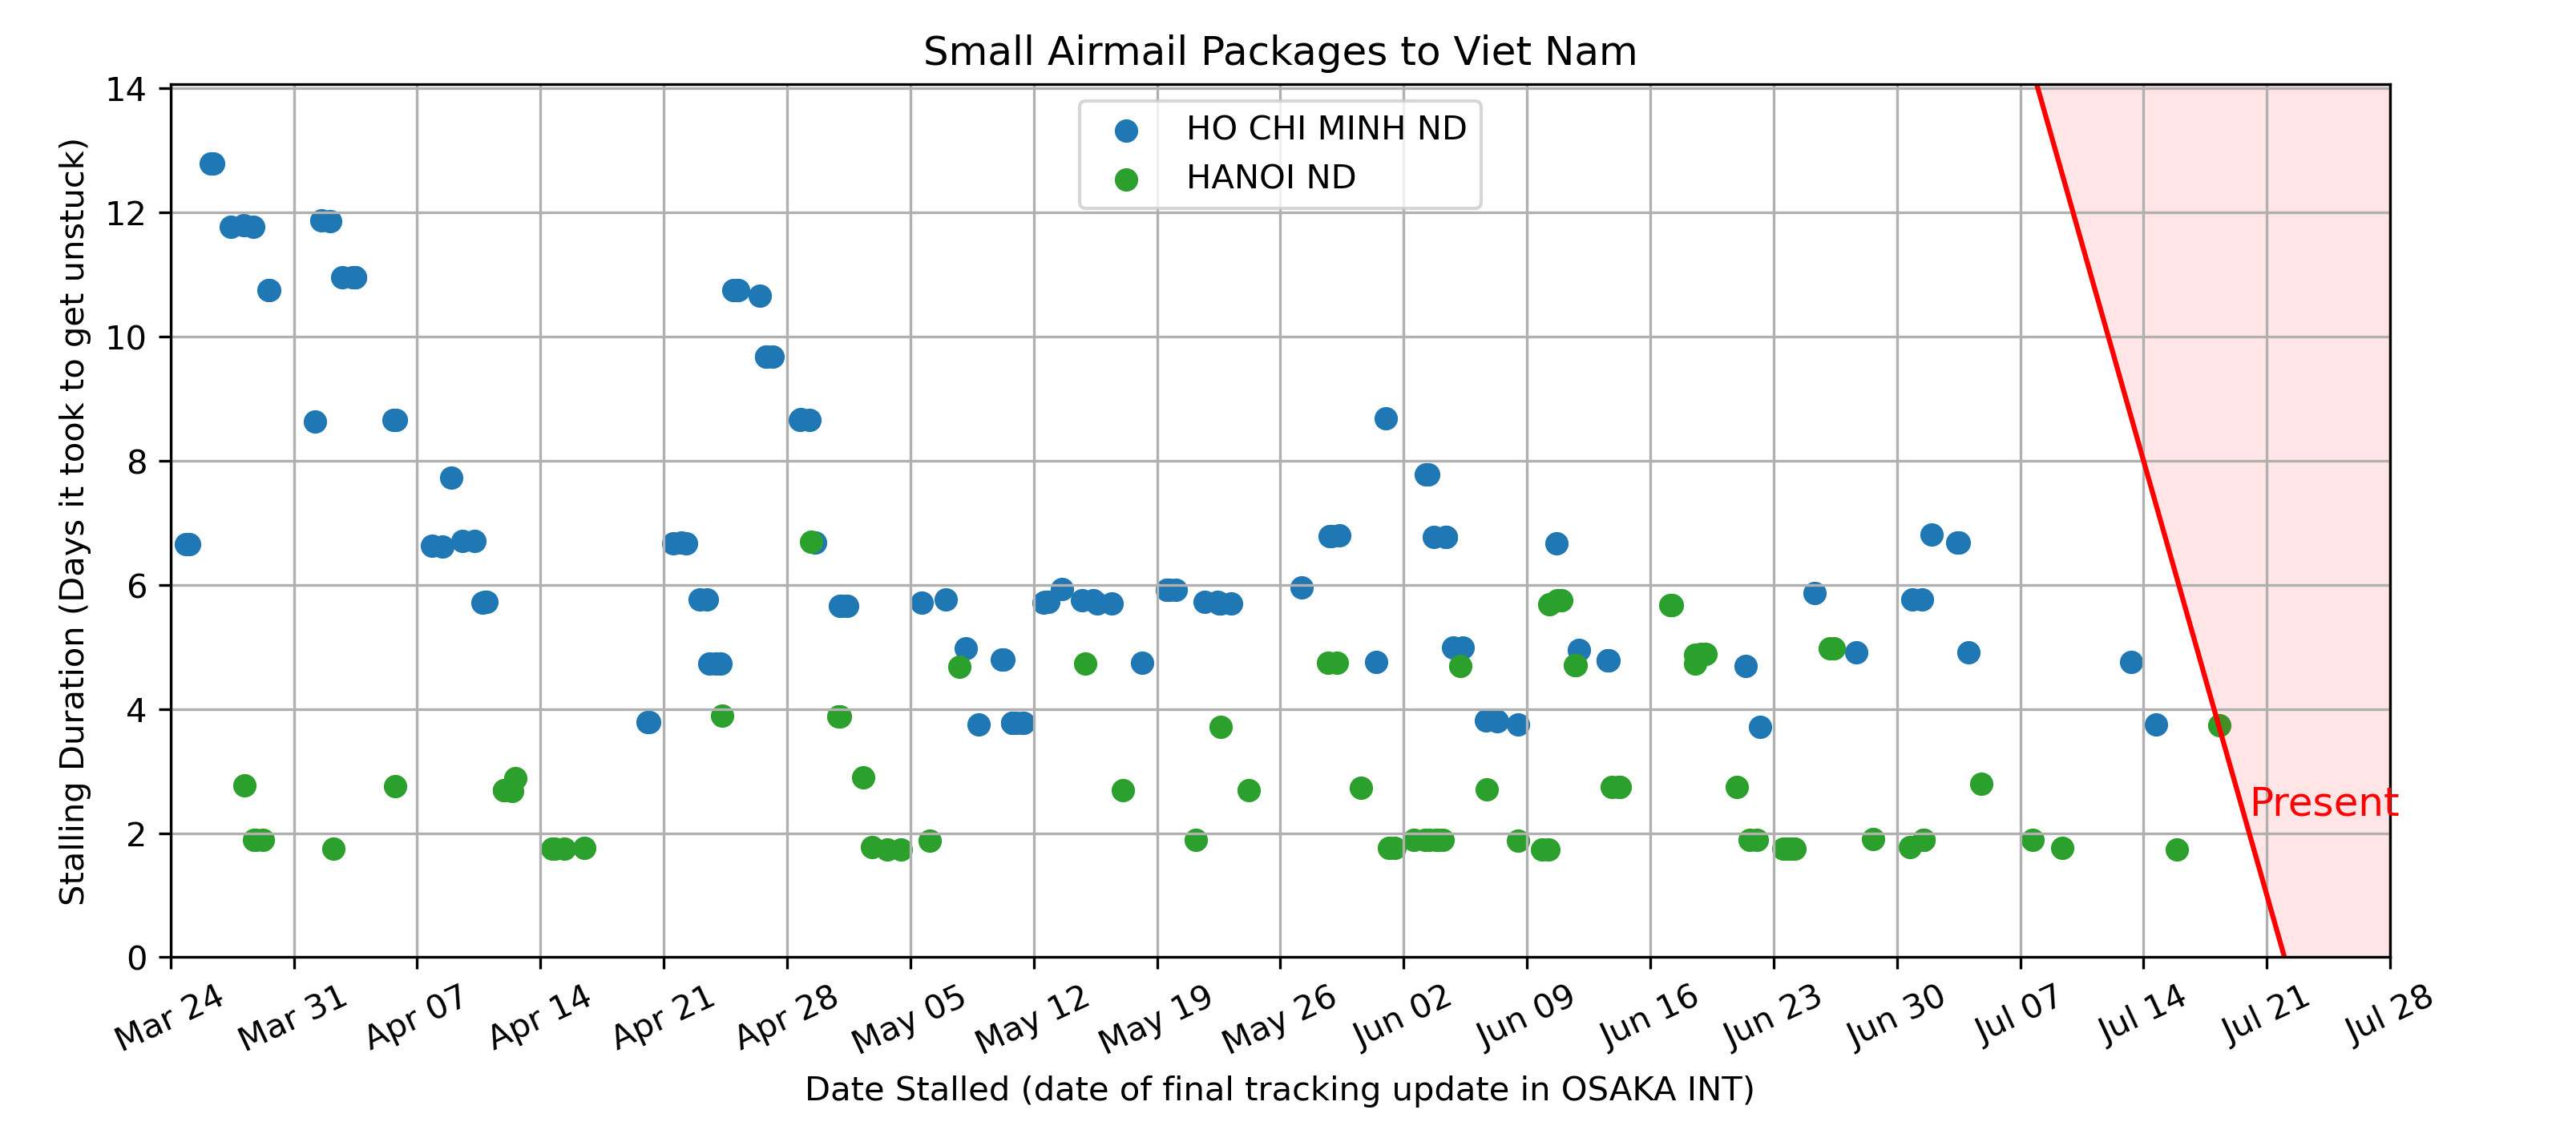 Small Airmail Packages to Viet Nam
HO CHI MINH ND
HANOI ND
Stalling Duration (Days it took to get unstuck)
14
12
10
8
6
4
2
0
Present
Mar 24
Mar 31
Apr 07
Apr 14
Apr 21
Apr 28
May 05
May 12
May 19
May 26
Jun 02
Jun 09
Jun 16
Jun 23
Jun 30
Jul 07
Jul 14
Jul 21
Jul 28
Date Stalled (date of final tracking update in OSAKA INT)